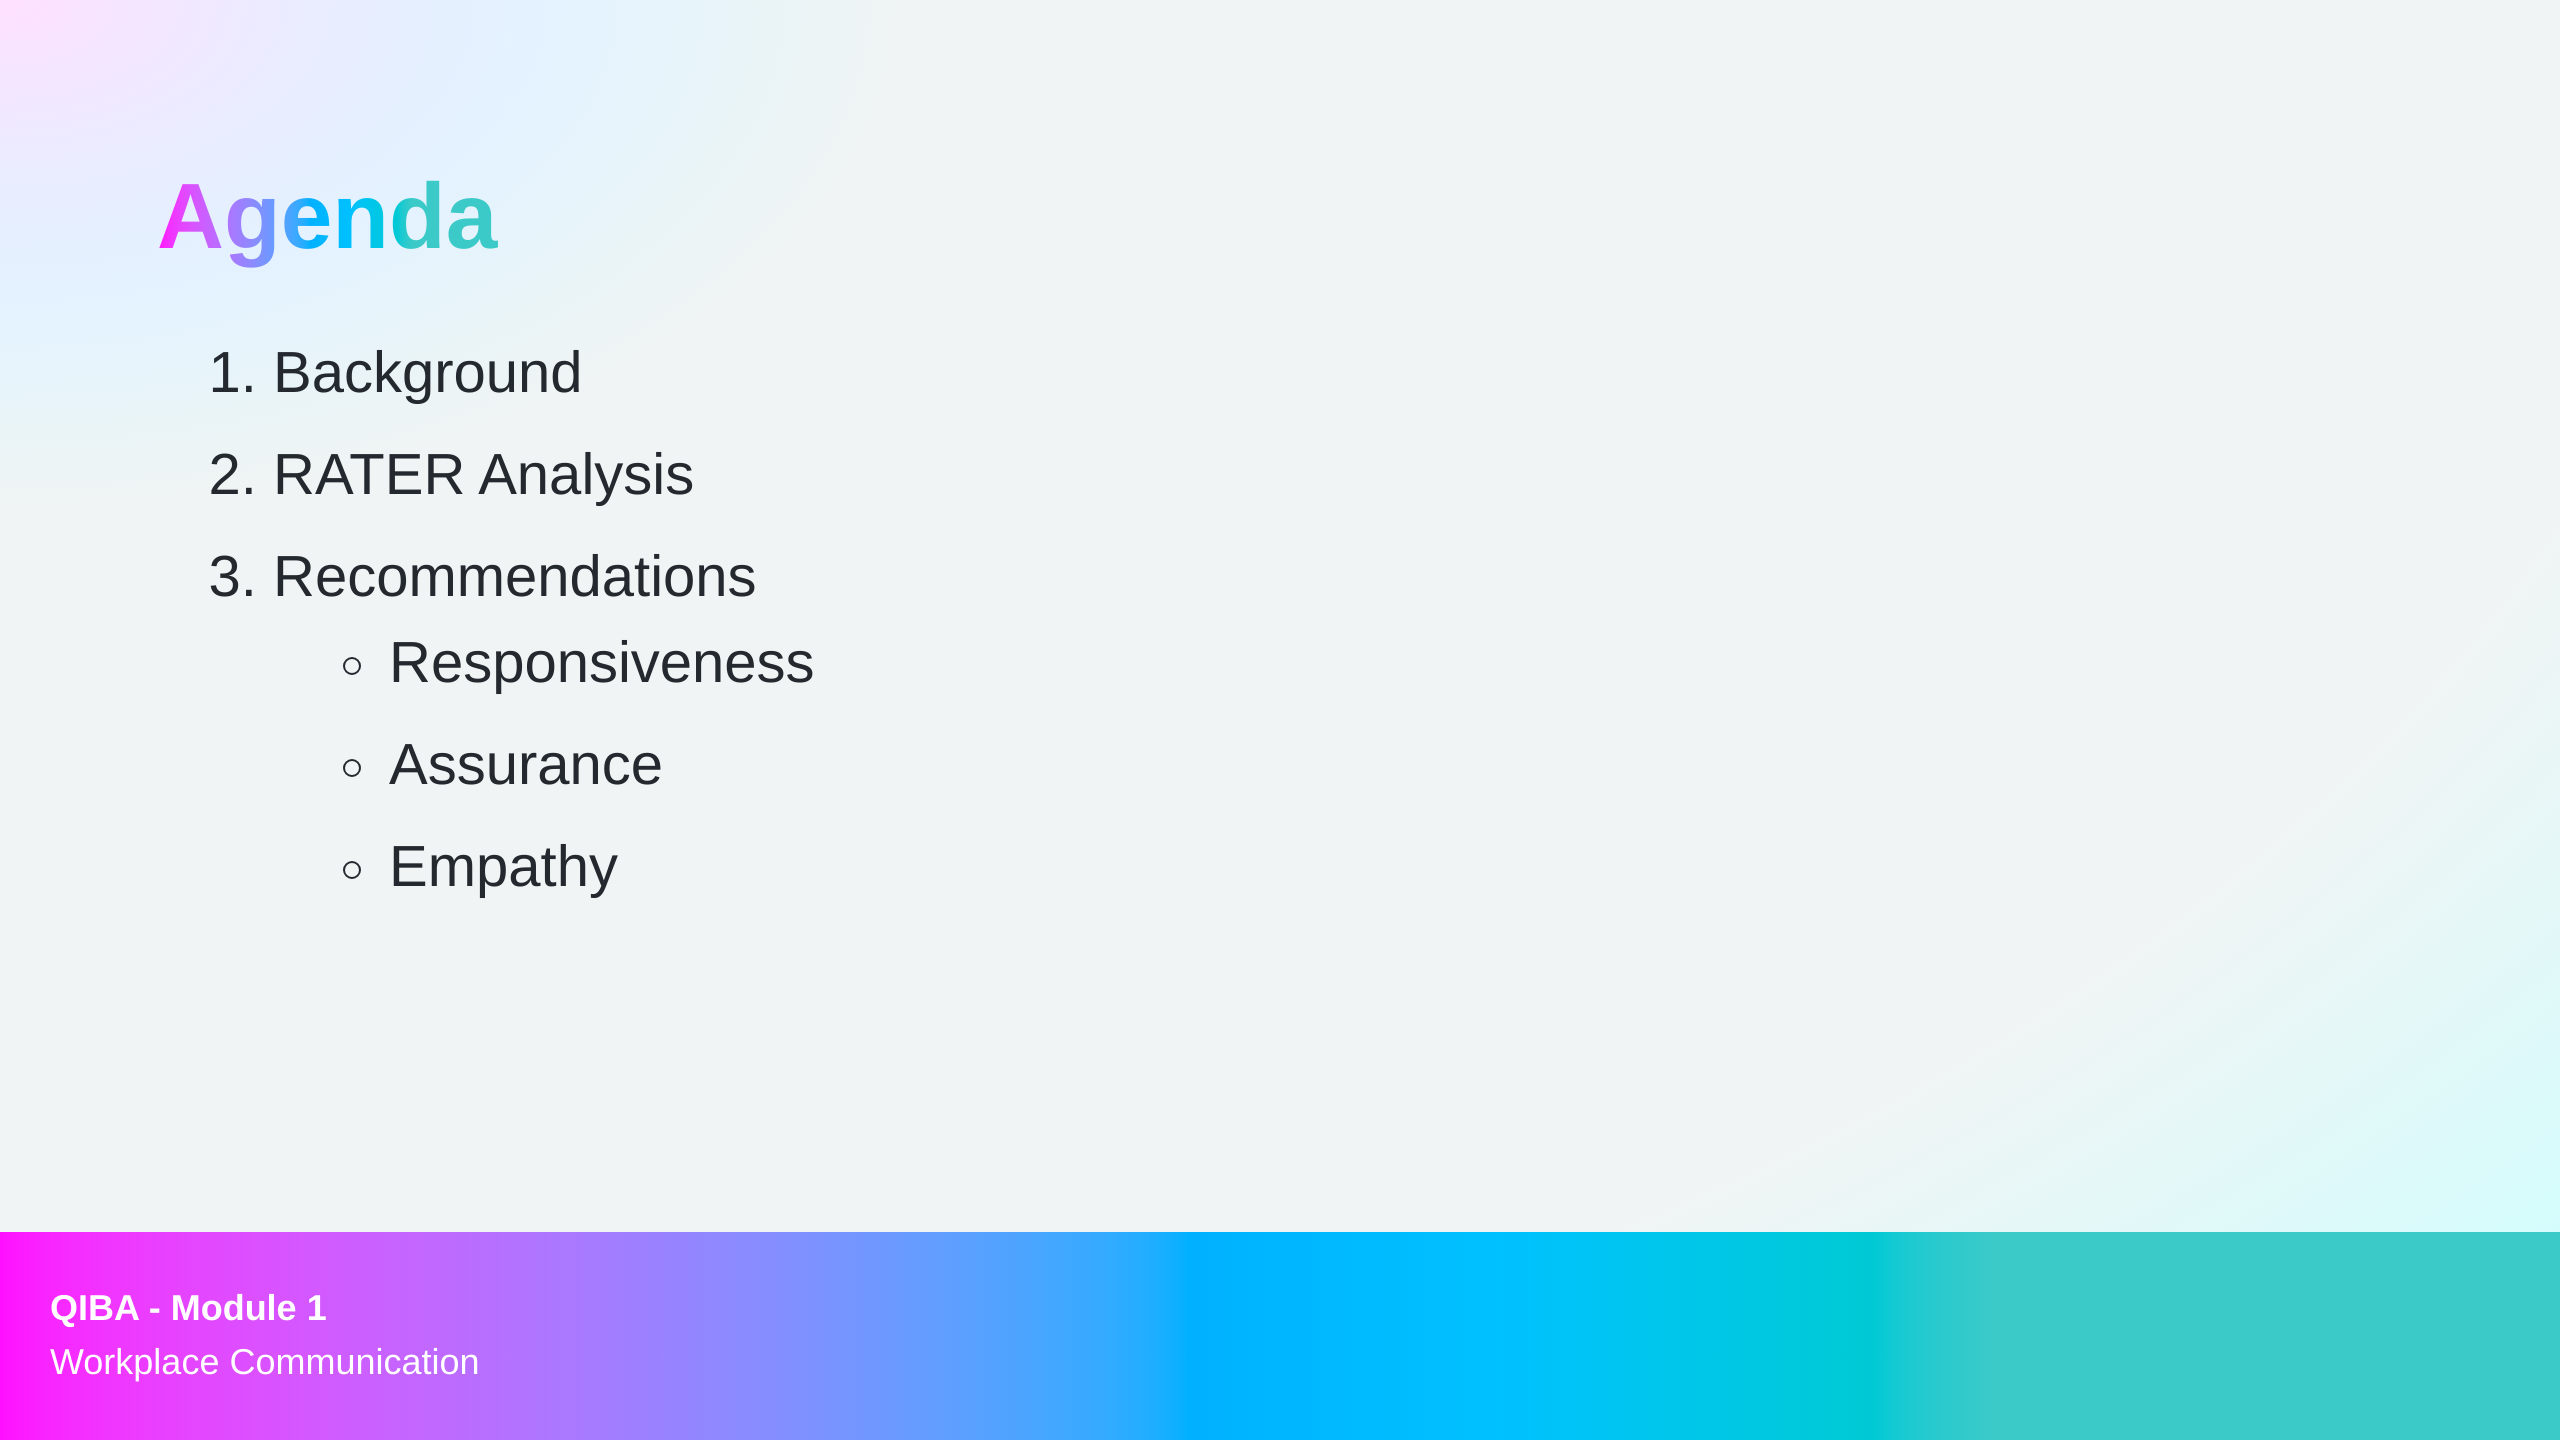 Agenda
1. Background
2. RATER Analysis
3. Recommendations
○ Responsiveness
○ Assurance
○ Empathy
QIBA - Module 1
Workplace Communication